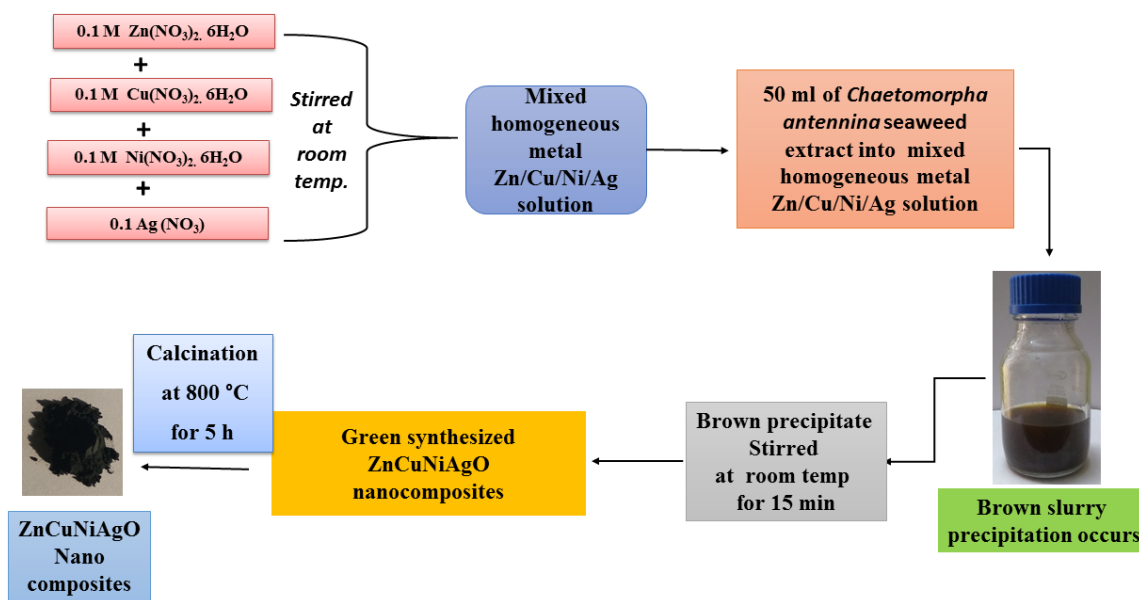 0.1 M Zn(NO₃)₂. 6H₂O
+
0.1 M Cu(NO₃)₂. 6H₂O
+
0.1 M Ni(NO₃)₂. 6H₂O
+
0.1 Ag (NO₃)
Stirred
at
room
temp.
Mixed
homogeneous
metal
Zn/Cu/Ni/Ag
solution
50 ml of Chaetomorpha
antennina seaweed
extract into mixed
homogeneous metal
Zn/Cu/Ni/Ag solution
Brown slurry
precipitation occurs
Brown precipitate
Stirred
at room temp
for 15 min
Green synthesized
ZnCuNiAgO
nanocomposites
Calcination
at 800 °C
for 5 h
ZnCuNiAgO
Nano
composites